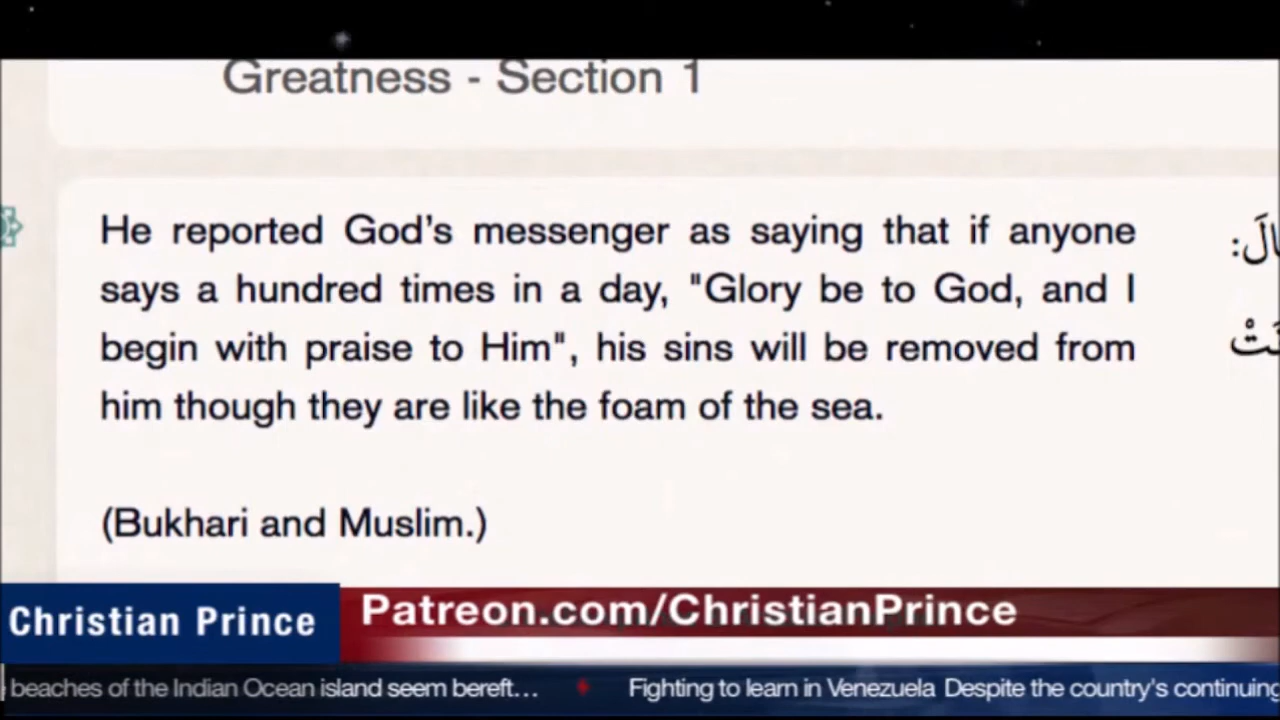 Greatness - Section 1
He reported God’s messenger as saying that if anyone
says a hundred times in a day, "Glory be to God, and I
begin with praise to Him", his sins will be removed from
him though they are like the foam of the sea.
(Bukhari and Muslim.)
Christian Prince
Patreon.com/ChristianPrince
beaches of the Indian Ocean island seem bereft... Fighting to learn in Venezuela Despite the country's continuing